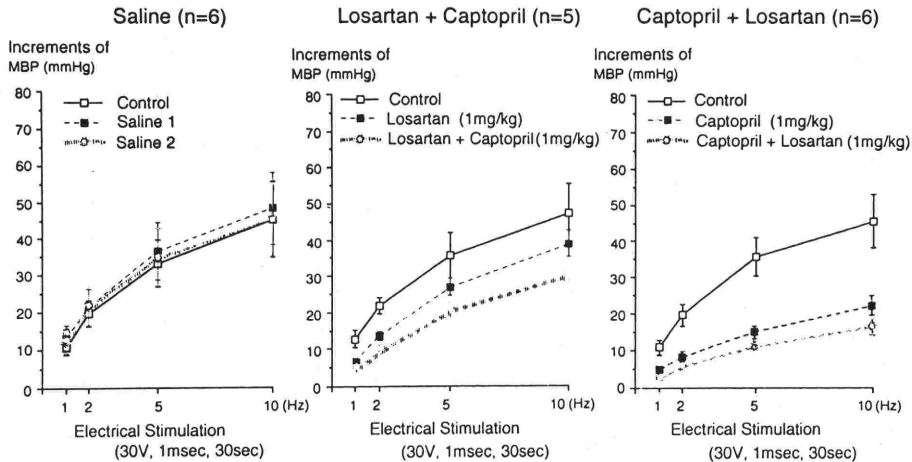 Saline (n=6)
Increments of
MBP (mmHg)
80
70
60
50
40
30
20
10
0
Control
Saline 1
Saline 2
1 2 5 10 (Hz)
Electrical Stimulation
(30V, 1msec, 30sec)
Losartan + Captopril (n=5)
Increments of
MBP (mmHg)
80
70
60
50
40
30
20
10
0
Control
Losartan (1mg/kg)
Losartan + Captopril (1mg/kg)
1 2 5 10 (Hz)
Electrical Stimulation
(30V, 1msec, 30sec)
Captopril + Losartan (n=6)
Increments of
MBP (mmHg)
80
70
60
50
40
30
20
10
0
Control
Captopril (1mg/kg)
Captopril + Losartan (1mg/kg)
1 2 5 10 (Hz)
Electrical Stimulation
(30V, 1msec, 30sec)